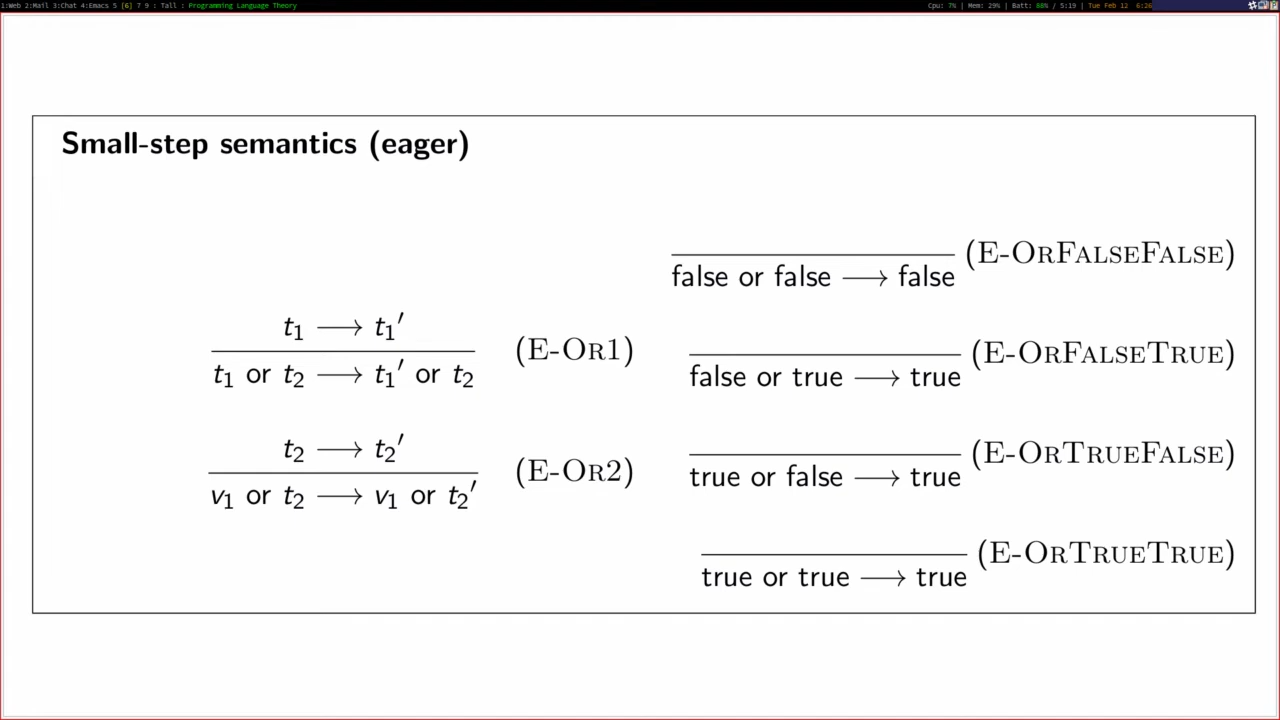 1:Web 2:Mail 3:Chat 4:Emacs 5 [6] 7 9 : Tall : Programming Language Theory
Cpu: 7% | Mem: 29% | Batt: 88% / 5:19 | Tue Feb 12 6:26
Small-step semantics (eager)
t₁ ⟶ t₁′
t₁ or t₂ ⟶ t₁′ or t₂
(E-Or1)
t₂ ⟶ t₂′
v₁ or t₂ ⟶ v₁ or t₂′
(E-Or2)
(E-OrFalseFalse)
false or false ⟶ false
(E-OrFalseTrue)
false or true ⟶ true
(E-OrTrueFalse)
true or false ⟶ true
(E-OrTrueTrue)
true or true ⟶ true